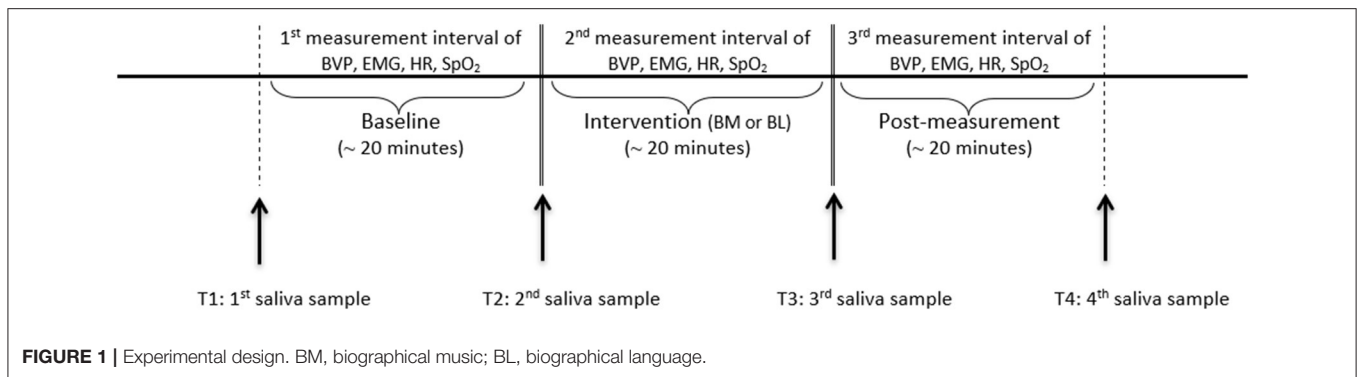 1st measurement interval of
BVP, EMG, HR, SpO₂
2nd measurement interval of
BVP, EMG, HR, SpO₂
3rd measurement interval of
BVP, EMG, HR, SpO₂
Baseline
(~ 20 minutes)
Intervention (BM or BL)
(~ 20 minutes)
Post-measurement
(~ 20 minutes)
T1: 1st saliva sample
T2: 2nd saliva sample
T3: 3rd saliva sample
T4: 4th saliva sample
FIGURE 1 | Experimental design. BM, biographical music; BL, biographical language.